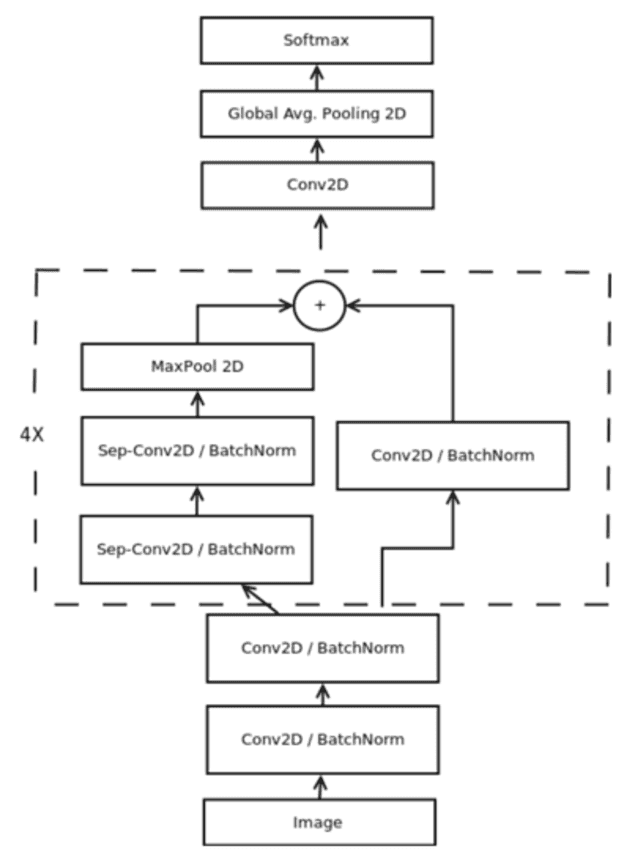 Softmax
Global Avg. Pooling 2D
Conv2D
+
MaxPool 2D
4X
Sep-Conv2D / BatchNorm
Conv2D / BatchNorm
Sep-Conv2D / BatchNorm
Conv2D / BatchNorm
Conv2D / BatchNorm
Image